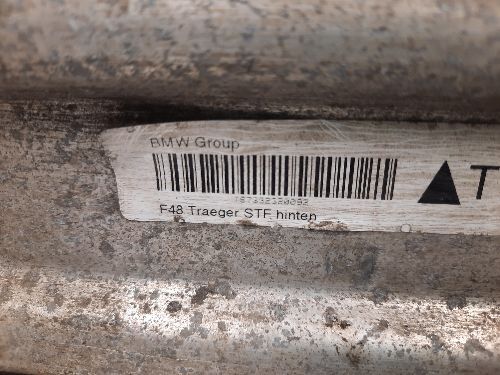 BMW Group
F48 Traeger STF hinten
T